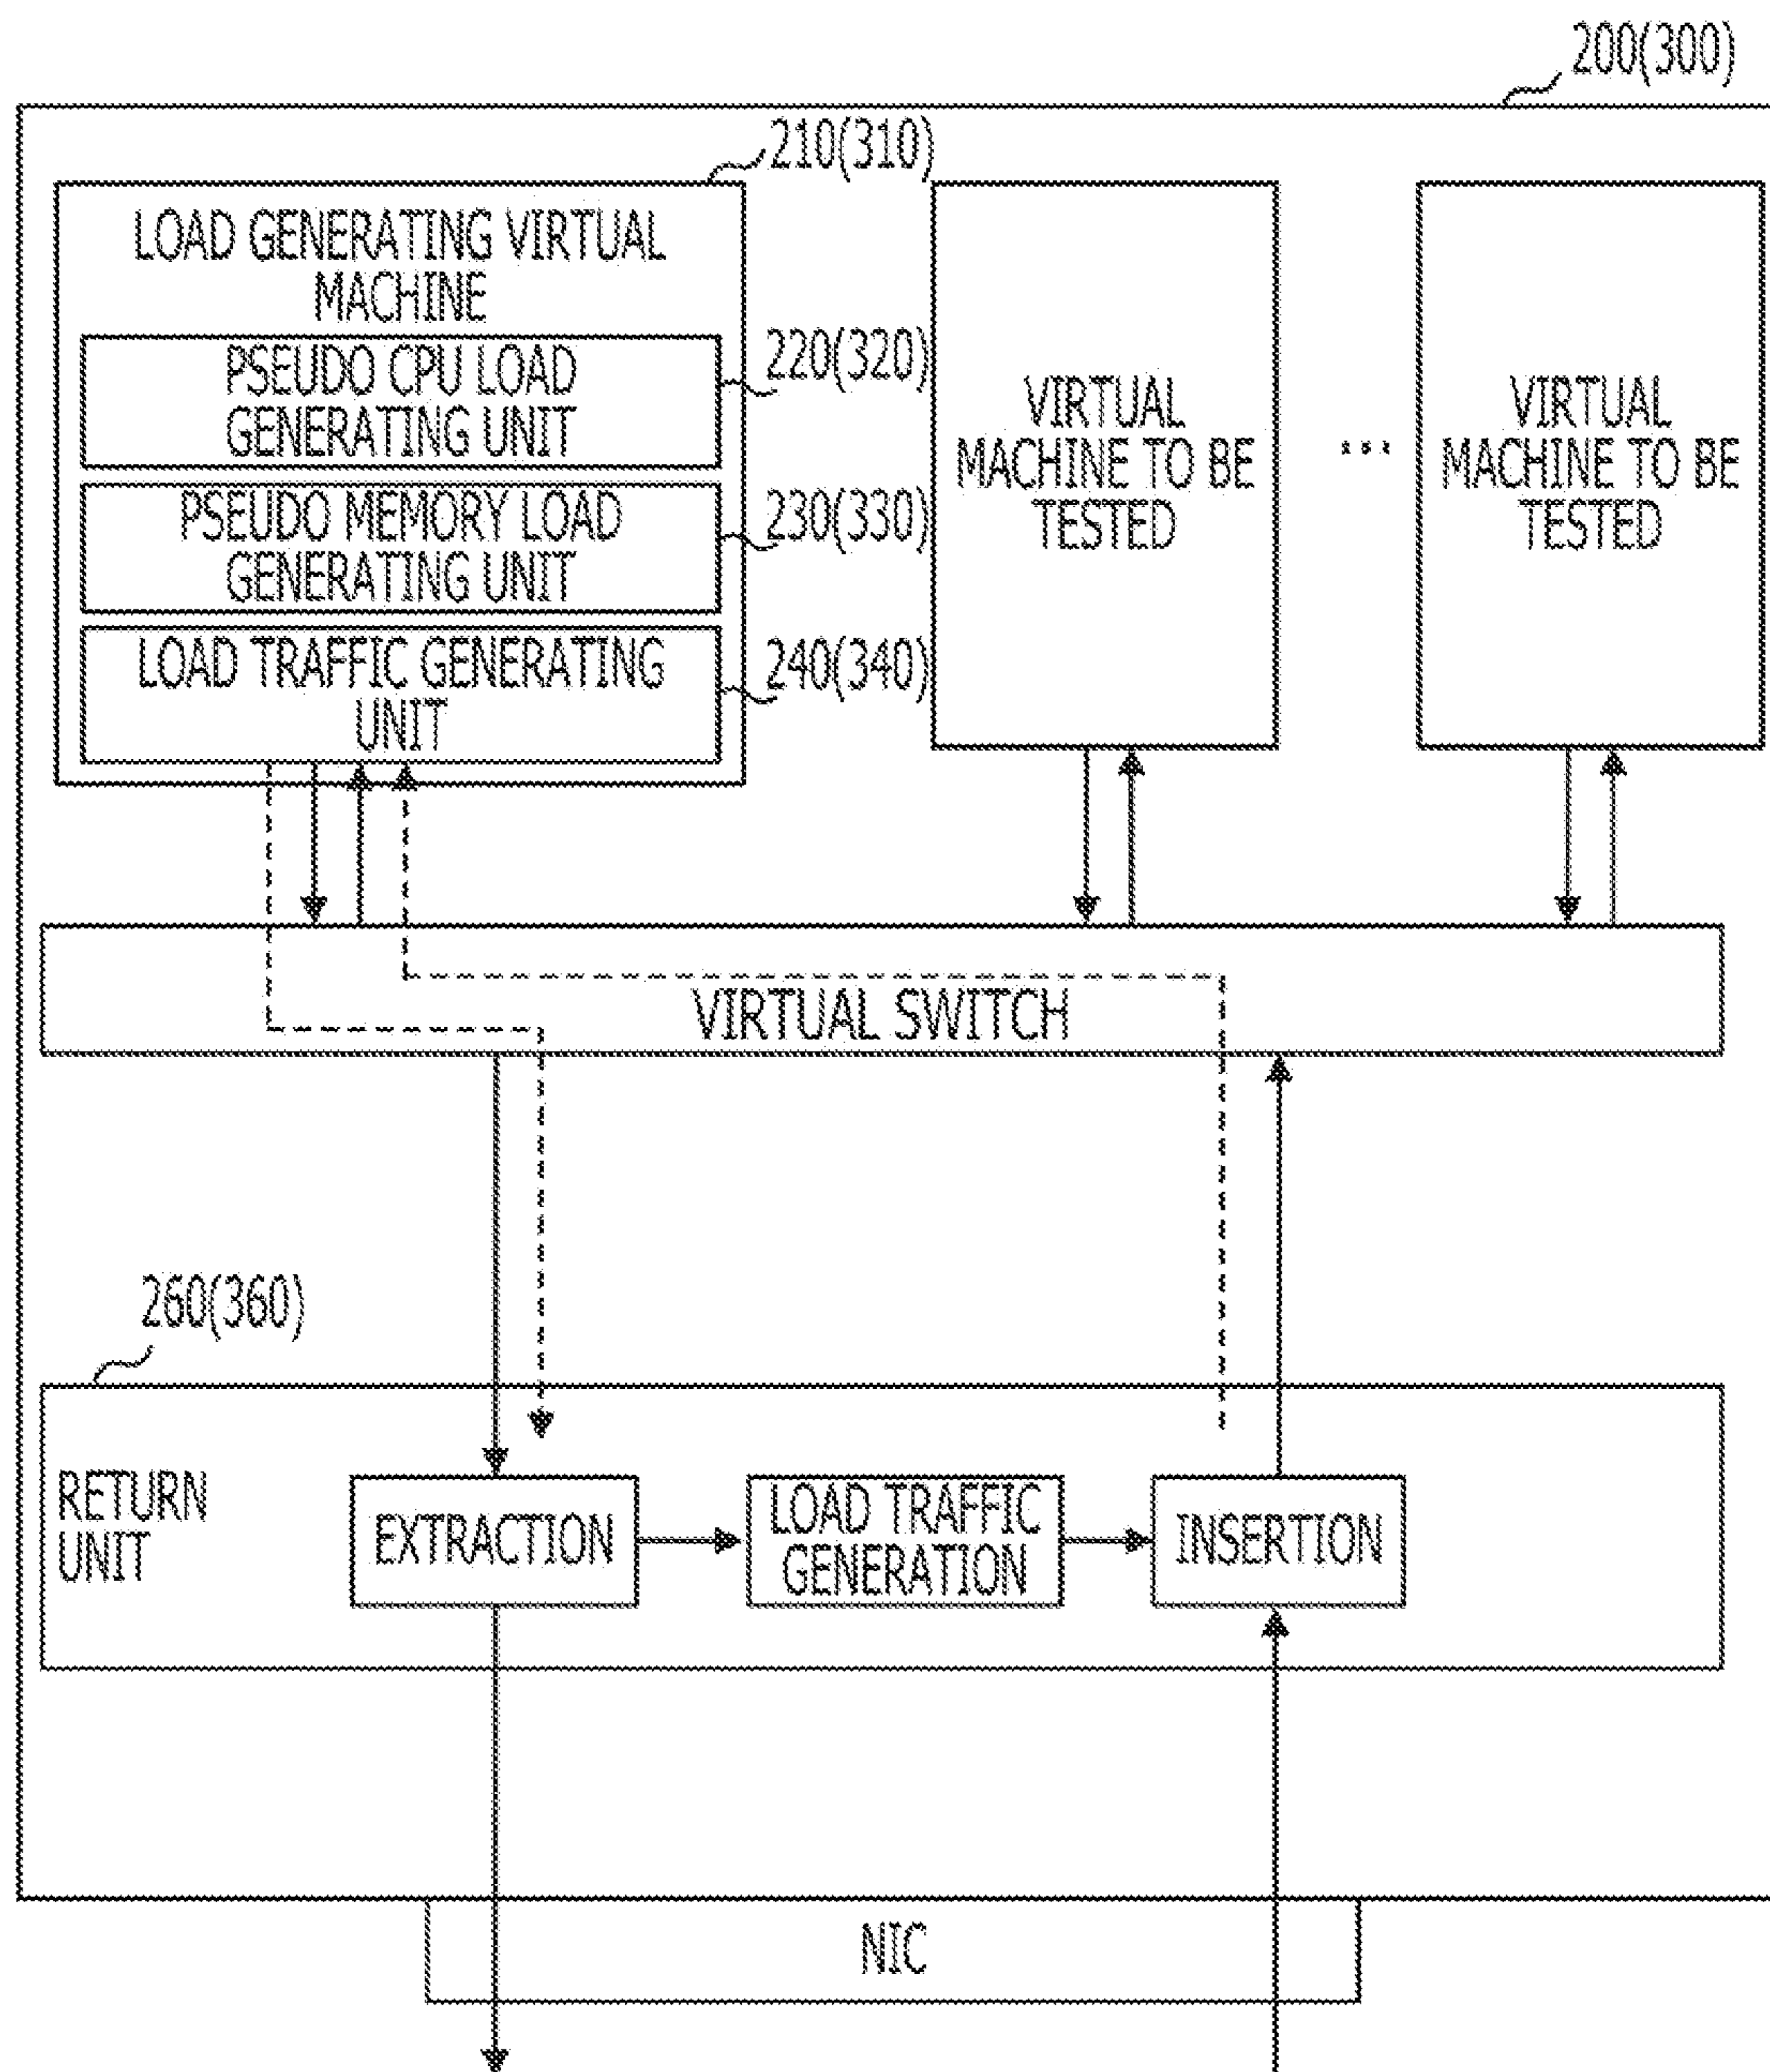 200(300)
210(310)
LOAD GENERATING VIRTUAL
MACHINE
PSEUDO CPU LOAD
GENERATING UNIT
220(320)
PSEUDO MEMORY LOAD
GENERATING UNIT
230(330)
LOAD TRAFFIC GENERATING
UNIT
240(340)
VIRTUAL
MACHINE TO BE
TESTED
...
VIRTUAL
MACHINE TO BE
TESTED
VIRTUAL SWITCH
260(360)
RETURN
UNIT
EXTRACTION
LOAD TRAFFIC
GENERATION
INSERTION
NIC